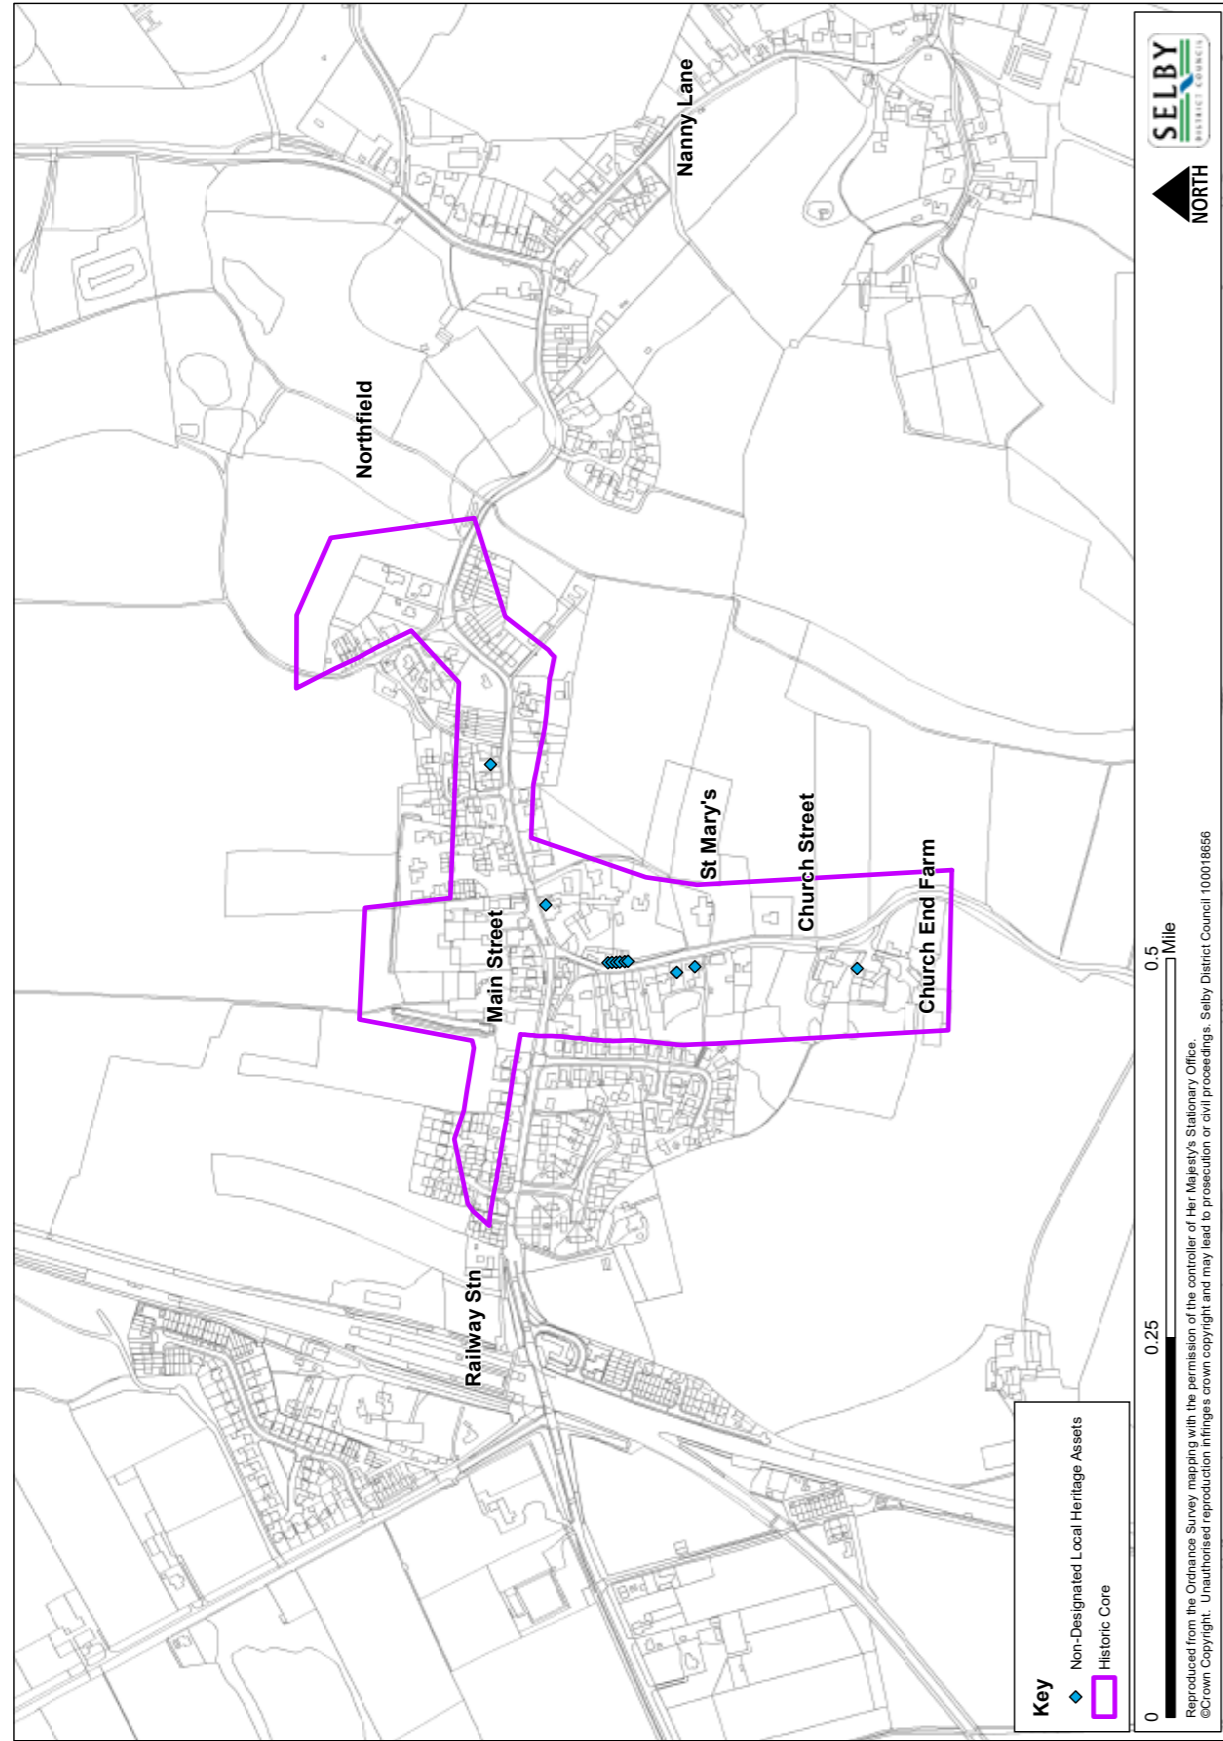 Northfield
Nanny Lane
Main Street
Railway Stn
St Mary's
Church Street
Church End Farm
Key
Non-Designated Local Heritage Assets
Historic Core
0
0.25
0.5
Mile
Reproduced from the Ordnance Survey mapping with the permission of the controller of Her Majesty's Stationary Office.
©Crown Copyright. Unauthorised reproduction infringes crown copyright and may lead to prosecution or civil proceedings. Selby District Council 100018656
NORTH
SELBY
DISTRICT COUNCIL